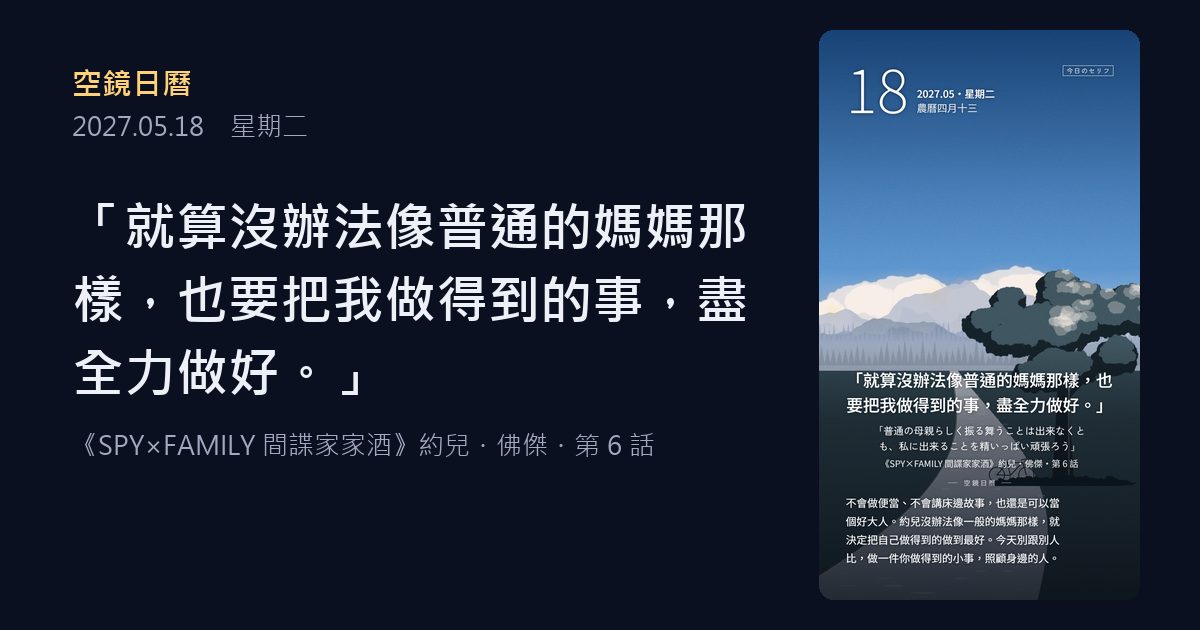 空鏡日曆
2027.05.18 星期二
「就算沒辦法像普通的媽媽那
樣，也要把我做得到的事，盡
全力做好。」
《SPY×FAMILY 間諜家家酒》約兒．佛傑．第 6 話
今日のセリフ
18
2027.05・星期二
農曆四月十三
「就算沒辦法像普通的媽媽那樣，也
要把我做得到的事，盡全力做好。」
「普通の母親らしく振る舞うことは出来なくと
も、私に出来ることを精いっぱい頑張ろう」
《SPY×FAMILY 間諜家家酒》約兒・佛傑・第 6 話
— 空鏡日曆 —
不會做便當、不會講床邊故事，也還是可以當
個好大人。約兒沒辦法像一般的媽媽那樣，就
決定把自己做得到的做到最好。今天別跟別人
比，做一件你做得到的小事，照顧身邊的人。